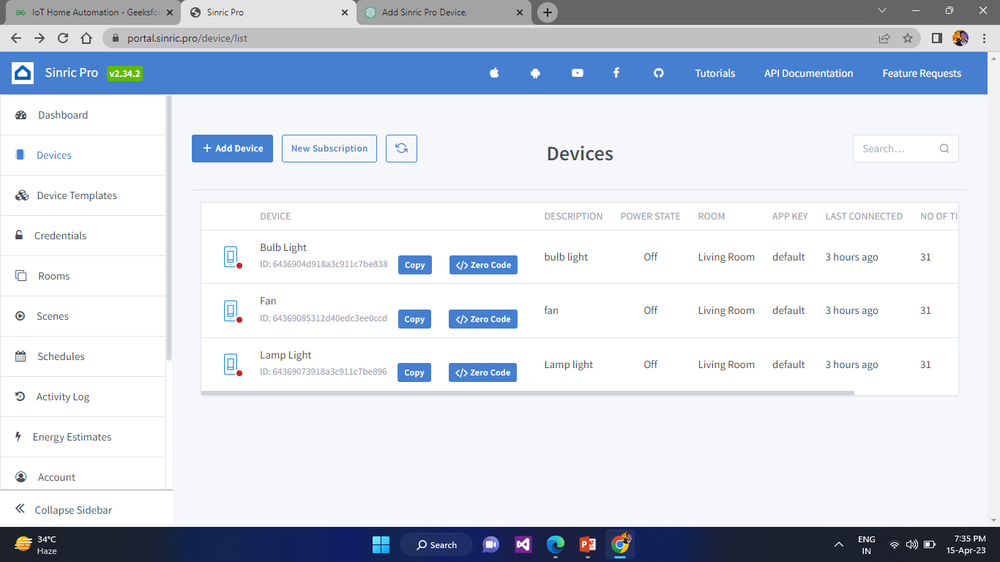 IoT Home Automation - Geeksfo
Sinric Pro
Add Sinric Pro Device.
portal.sinric.pro/device/list
Sinric Pro v2.34.2
Tutorials API Documentation Feature Requests
Dashboard
Devices
Device Templates
Credentials
Rooms
Scenes
Schedules
Activity Log
Energy Estimates
Account
Collapse Sidebar
+ Add Device New Subscription
Devices
Search...
DEVICE DESCRIPTION POWER STATE ROOM APP KEY LAST CONNECTED NO OF TI
Bulb Light
ID: 6436904d918a3c911c7be838 Copy </> Zero Code bulb light Off Living Room default 3 hours ago 31
Fan
ID: 64369085312d40edc3ee0ccd Copy </> Zero Code fan Off Living Room default 3 hours ago 31
Lamp Light
ID: 64369073918a3c911c7be896 Copy </> Zero Code Lamp light Off Living Room default 3 hours ago 31
34°C
Haze
Search
ENG
IN
7:35 PM
15-Apr-23